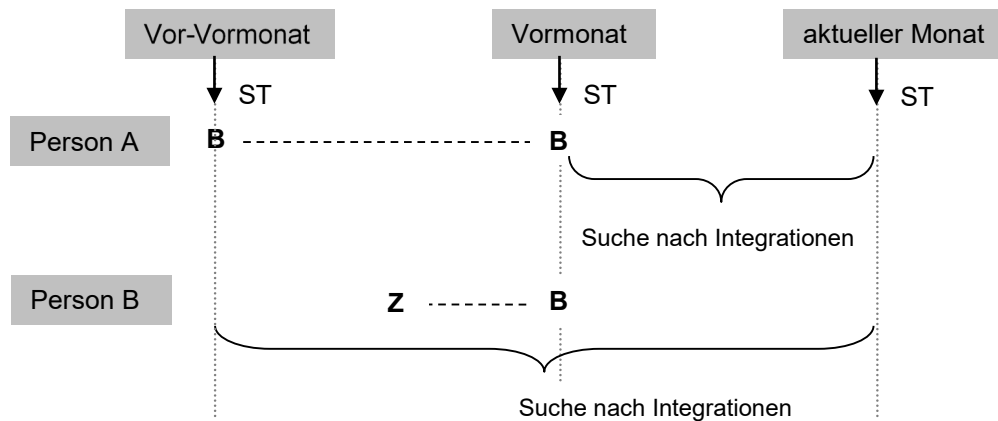 Vor-Vormonat
Vormonat
aktueller Monat
ST
ST
ST
Person A
B
B
Suche nach Integrationen
Person B
Z
B
Suche nach Integrationen